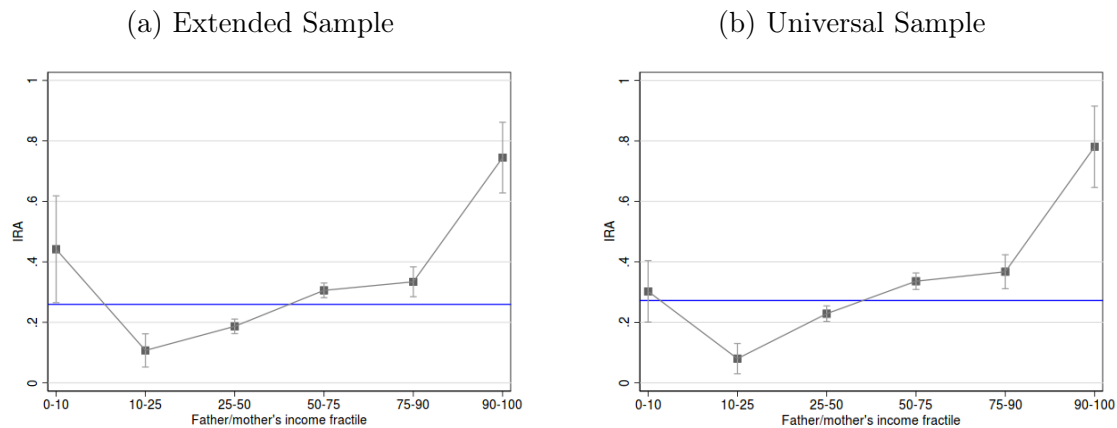 (a) Extended Sample
(b) Universal Sample
1
.8
.6
.4
.2
0
IRA
0-10 10-25 25-50 50-75 75-90 90-100
Father/mother's income fractile
1
.8
.6
.4
.2
0
IRA
0-10 10-25 25-50 50-75 75-90 90-100
Father/mother's income fractile